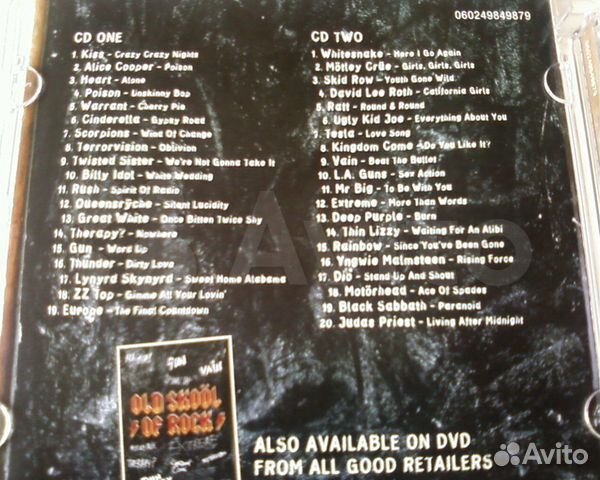 060249849879
CD ONE
1. Kiss - Crazy Crazy Nights
2. Alice Cooper - Poison
3. Heart - Alone
4. Poison - Unskinny Bop
5. Warrant - Cherry Pie
6. Cinderella - Gypsy Road
7. Scorpions - Wind Of Change
8. Terrorvision - Oblivion
9. Twisted Sister - We're Not Gonna Take It
10. Billy Idol - White Wedding
11. Rush - Spirit Of Radio
12. Queensrÿche - Silent Lucidity
13. Great White - Once Bitten Twice Shy
14. Therapy? - Nowhere
15. Gun - Word Up
16. Thunder - Dirty Love
17. Lynyrd Skynyrd - Sweet Home Alabama
18. ZZ Top - Gimme All Your Lovin'
19. Europe - The Final Countdown
CD TWO
1. Whitesnake - Here I Go Again
2. Mötley Crüe - Girls, Girls, Girls
3. Skid Row - Youth Gone Wild
4. David Lee Roth - California Girls
5. Ratt - Round & Round
6. Ugly Kid Joe - Everything About You
7. Tesla - Love Song
8. Kingdom Come - Do You Like It?
9. Vain - Beat The Bullet
10. L.A. Guns - Sex Action
11. Mr Big - To Be With You
12. Extreme - More Than Words
13. Deep Purple - Burn
14. Thin Lizzy - Waiting For An Alibi
15. Rainbow - Since You've Been Gone
16. Yngwie Malmsteen - Rising Force
17. Dio - Stand Up And Shout
18. Motörhead - Ace Of Spades
19. Black Sabbath - Paranoid
20. Judas Priest - Living After Midnight
GUN
VAIN
OLD SKOOL
OF ROCK
EXTREME
ALSO AVAILABLE ON DVD
FROM ALL GOOD RETAILERS
Avito
Avito